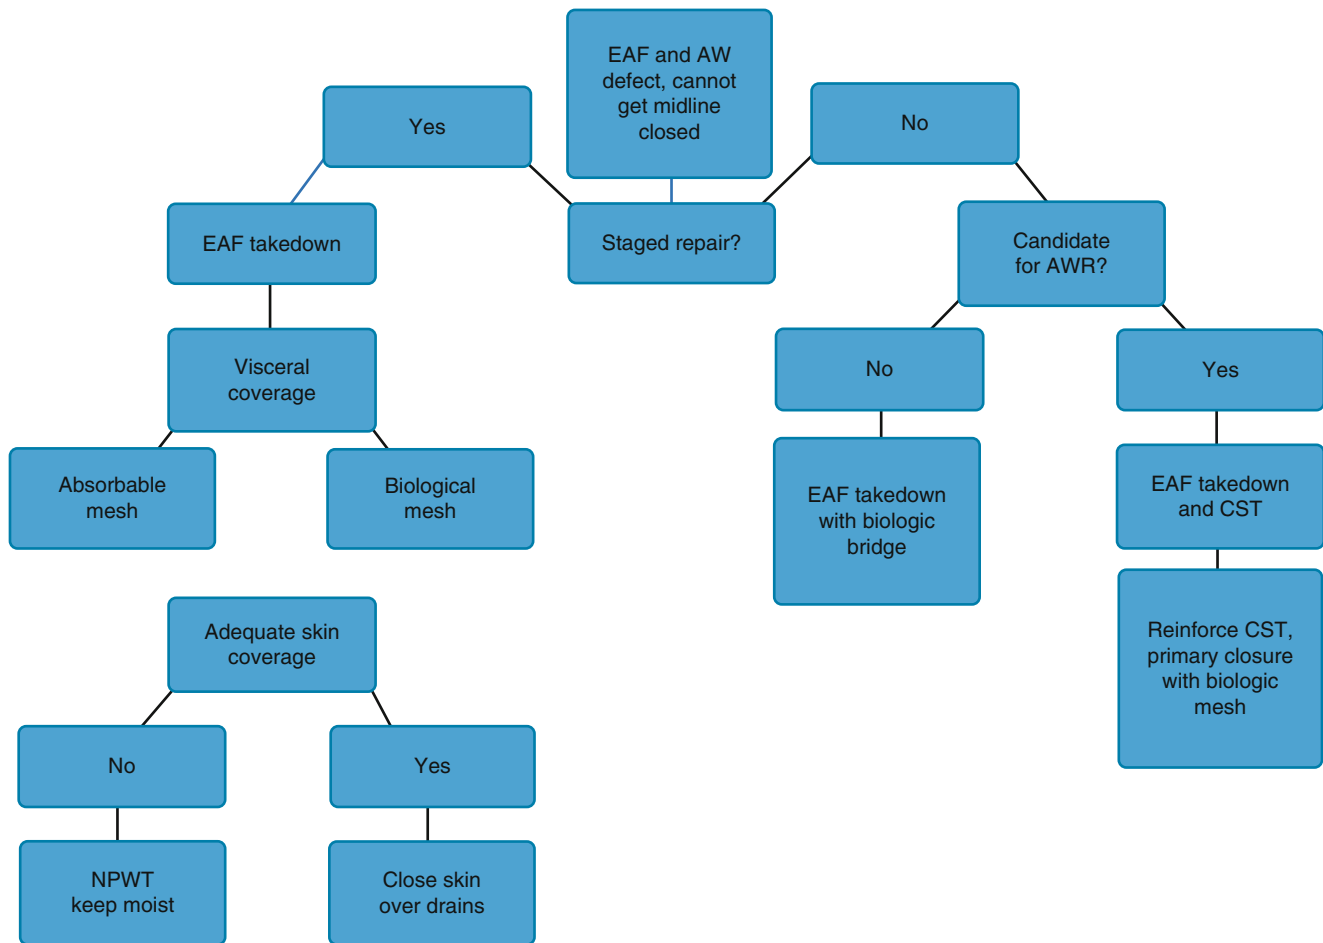 EAF and AW
defect, cannot
get midline
closed
Yes
No
Staged repair?
EAF takedown
Candidate
for AWR?
Visceral
coverage
No
Yes
Absorbable
mesh
Biological
mesh
EAF takedown
with biologic
bridge
EAF takedown
and CST
Reinforce CST,
primary closure
with biologic
mesh
Adequate skin
coverage
No
Yes
NPWT
keep moist
Close skin
over drains